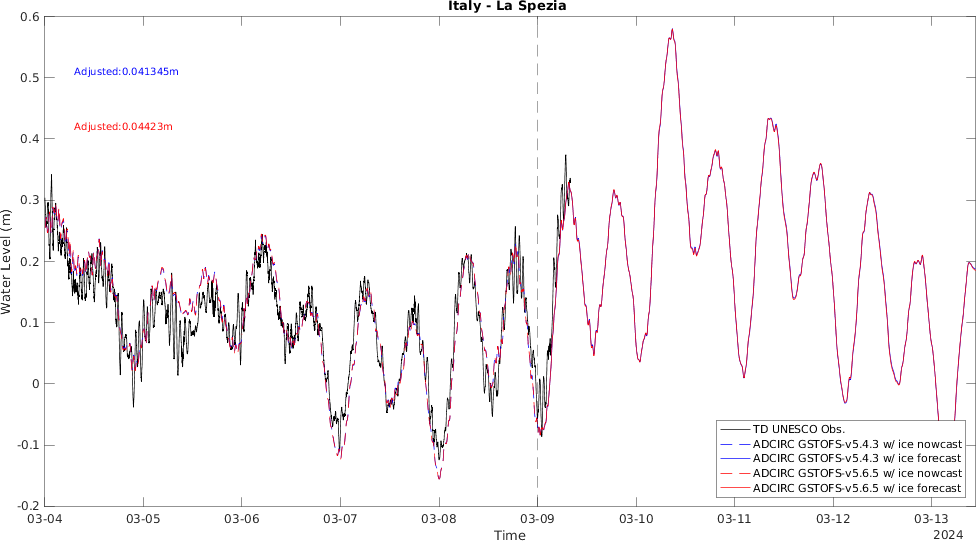 Italy - La Spezia
0.6
0.5
0.4
0.3
0.2
0.1
0
-0.1
-0.2
Water Level (m)
Adjusted:0.041345m
Adjusted:0.04423m
TD UNESCO Obs.
ADCIRC GSTOFS-v5.4.3 w/ ice nowcast
ADCIRC GSTOFS-v5.4.3 w/ ice forecast
ADCIRC GSTOFS-v5.6.5 w/ ice nowcast
ADCIRC GSTOFS-v5.6.5 w/ ice forecast
03-04 03-05 03-06 03-07 03-08 03-09 03-10 03-11 03-12 03-13
Time
2024